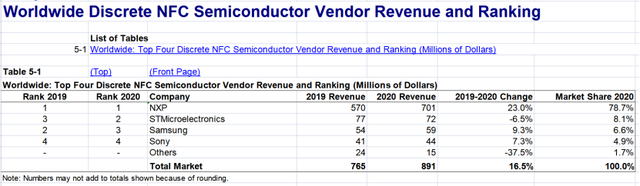 Worldwide Discrete NFC Semiconductor Vendor Revenue and Ranking
List of Tables
5-1 Worldwide: Top Four Discrete NFC Semiconductor Vendor Revenue and Ranking (Millions of Dollars)
Table 5-1 (Top) (Front Page)
Worldwide: Top Four Discrete NFC Semiconductor Vendor Revenue and Ranking (Millions of Dollars)
Rank 2019 Rank 2020 Company 2019 Revenue 2020 Revenue 2019-2020 Change Market Share 2020
1 1 NXP 570 701 23.0% 78.7%
3 2 STMicroelectronics 77 72 -6.5% 8.1%
2 3 Samsung 54 59 9.3% 6.6%
4 4 Sony 41 44 7.3% 4.9%
- - Others 24 15 -37.5% 1.7%
Total Market 765 891 16.5% 100.0%
Note: Numbers may not add to totals shown because of rounding.